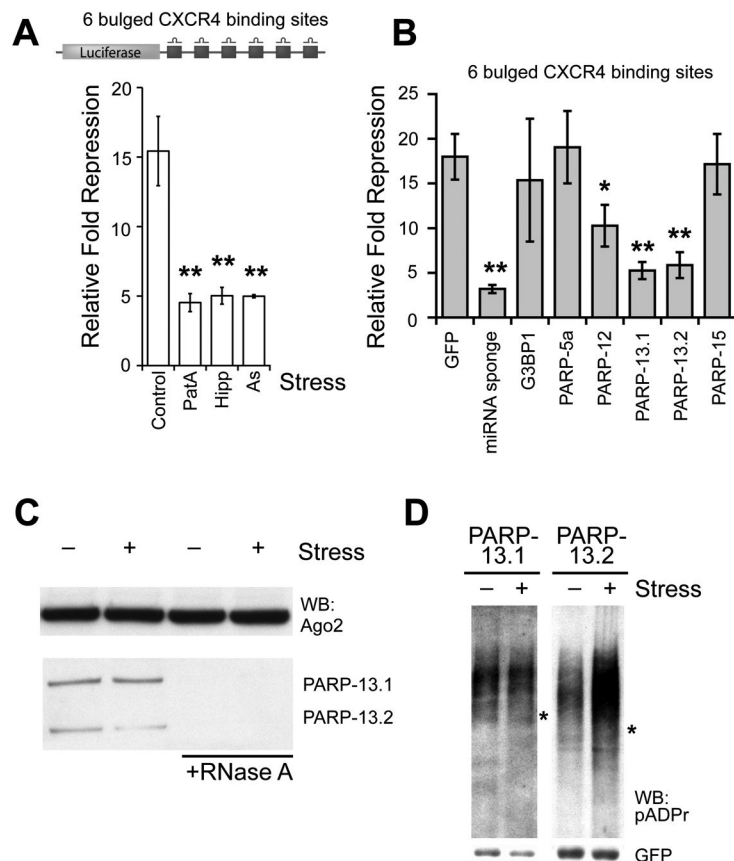 A
6 bulged CXCR4 binding sites
Luciferase
Relative Fold Repression
20
15
10
5
0
**
**
**
Control
PatA
Hipp
As
Stress
B
6 bulged CXCR4 binding sites
Relative Fold Repression
25
20
15
10
5
0
**
*
**
**
GFP
miRNA sponge
G3BP1
PARP-5a
PARP-12
PARP-13.1
PARP-13.2
PARP-15
C
– + – + Stress
WB:
Ago2
PARP-13.1
PARP-13.2
+RNase A
D
PARP-
13.1
PARP-
13.2
– + – + Stress
*
*
WB:
pADPr
GFP